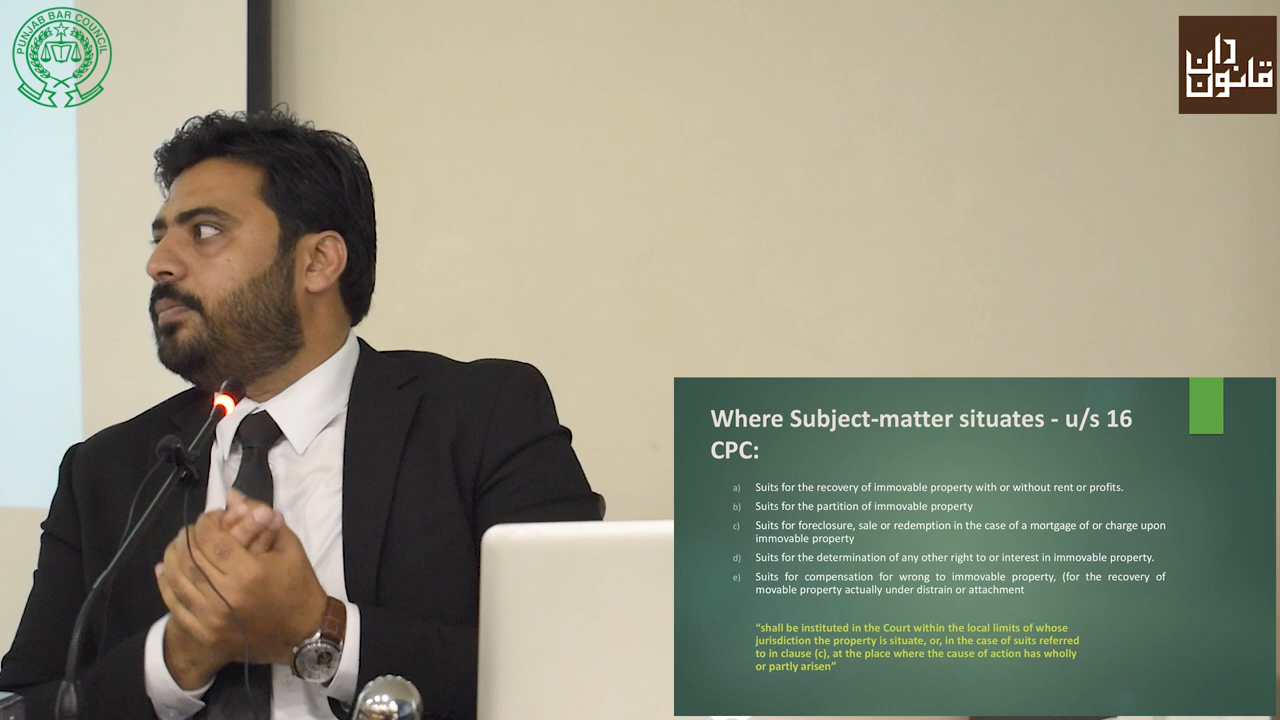 PUNJAB BAR COUNCIL
قانون دان
Where Subject-matter situates - u/s 16
CPC:
a) Suits for the recovery of immovable property with or without rent or profits.
b) Suits for the partition of immovable property
c) Suits for foreclosure, sale or redemption in the case of a mortgage of or charge upon
immovable property
d) Suits for the determination of any other right to or interest in immovable property.
e) Suits for compensation for wrong to immovable property, (for the recovery of
movable property actually under distrain or attachment
“shall be instituted in the Court within the local limits of whose
jurisdiction the property is situate, or, in the case of suits referred
to in clause (c), at the place where the cause of action has wholly
or partly arisen”